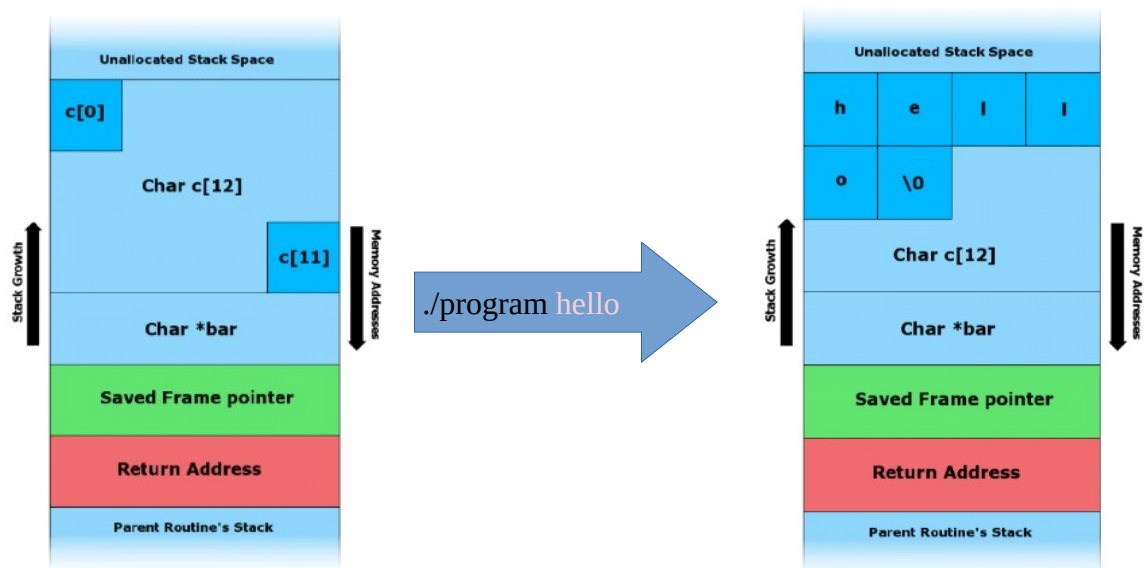 Unallocated Stack Space
c[0]
Char c[12]
c[11]
Stack Growth
Memory Addresses
Char *bar
Saved Frame pointer
Return Address
Parent Routine's Stack
./program hello
Unallocated Stack Space
h e l l
o \0
Char c[12]
Stack Growth
Memory Addresses
Char *bar
Saved Frame pointer
Return Address
Parent Routine's Stack